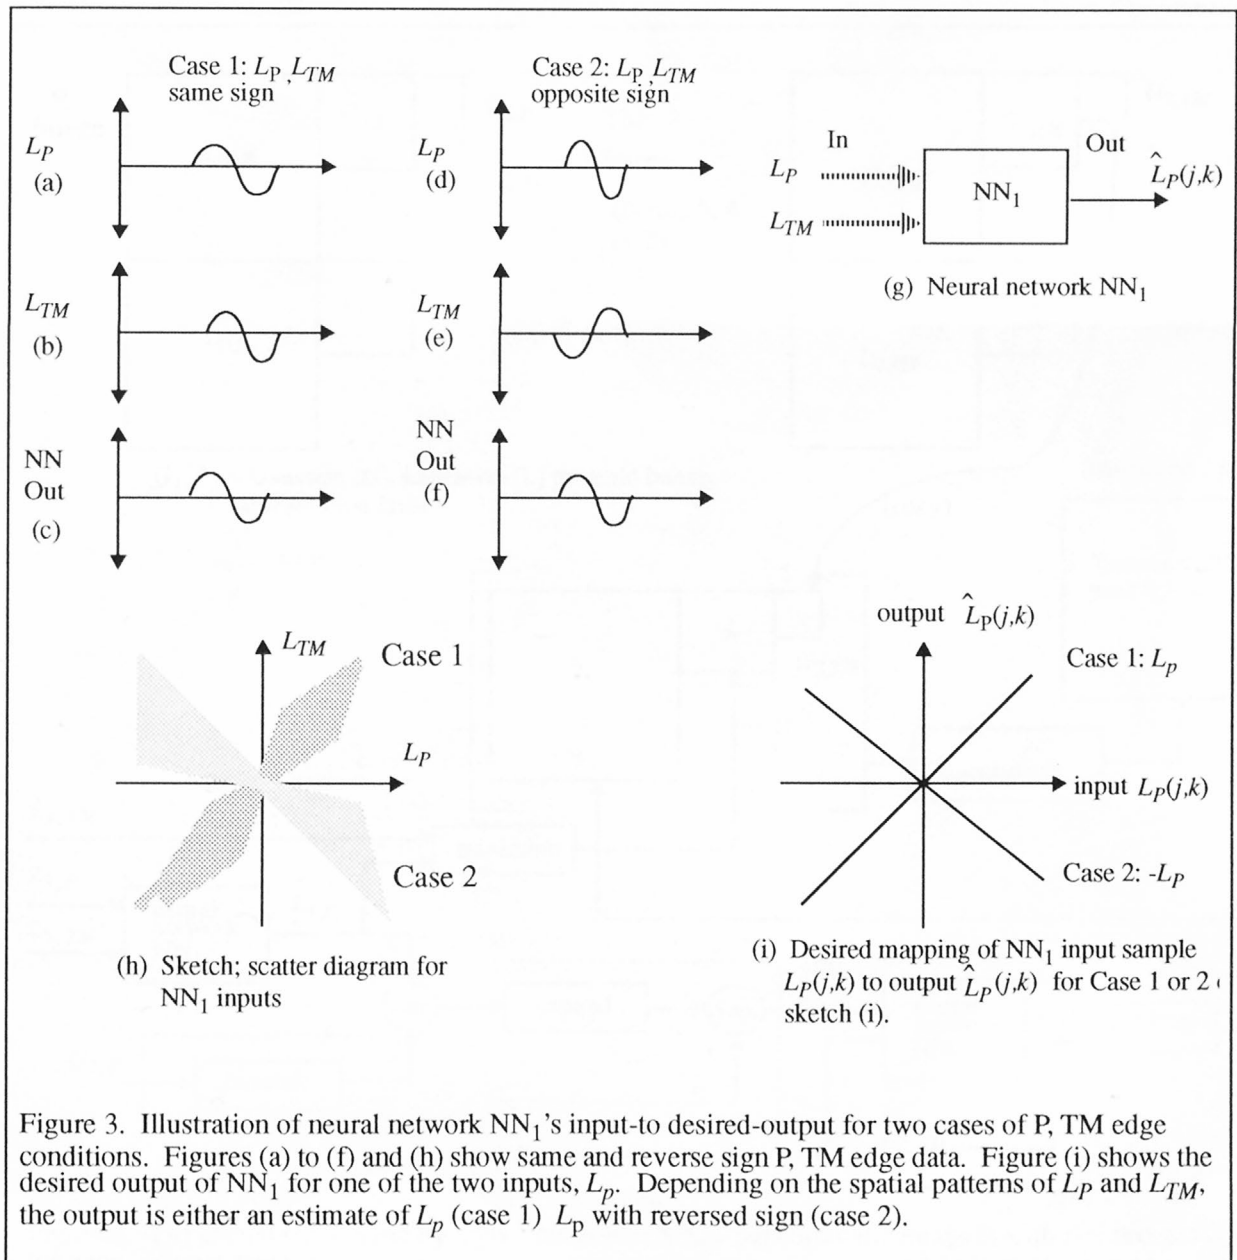 Case 1: L_P, L_TM
same sign
L_P
(a)
L_TM
(b)
NN
Out
(c)
Case 2: L_P, L_TM
opposite sign
L_P
(d)
L_TM
(e)
NN
Out
(f)
In
Out
L_P
L_TM
NN_1
L̂_P(j,k)
(g) Neural network NN_1
L_TM
Case 1
L_P
Case 2
(h) Sketch; scatter diagram for
NN_1 inputs
output L̂_P(j,k)
Case 1: L_p
input L_P(j,k)
Case 2: -L_P
(i) Desired mapping of NN_1 input sample
L_P(j,k) to output L̂_P(j,k) for Case 1 or 2
sketch (i).
Figure 3. Illustration of neural network NN_1's input-to desired-output for two cases of P, TM edge
conditions. Figures (a) to (f) and (h) show same and reverse sign P, TM edge data. Figure (i) shows the
desired output of NN_1 for one of the two inputs, L_p. Depending on the spatial patterns of L_P and L_TM,
the output is either an estimate of L_p (case 1) L_p with reversed sign (case 2).